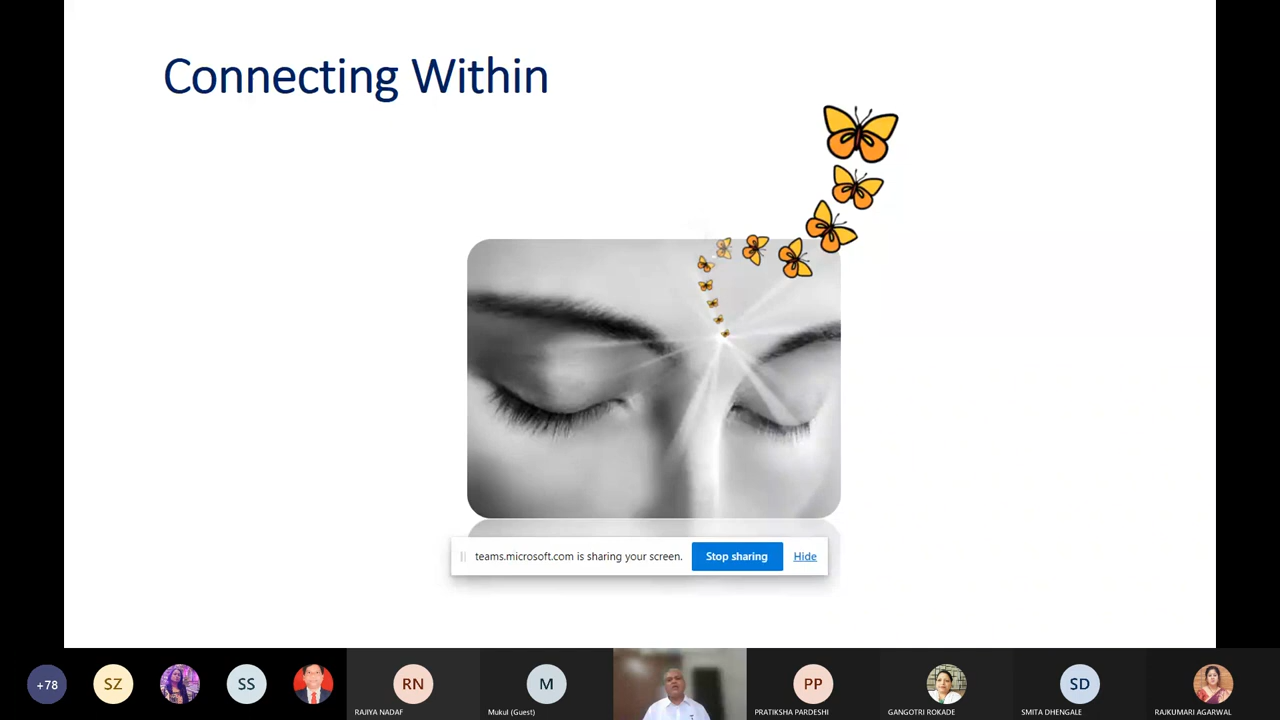 Connecting Within
teams.microsoft.com is sharing your screen. Stop sharing Hide
+78 SZ SS RN M PP SD
RAJIYA NADAF Mukul (Guest) PRATIKSHA PARDESHI GANGOTRI ROKADE SMITA DHENGALE RAJKUMARI AGARWAL